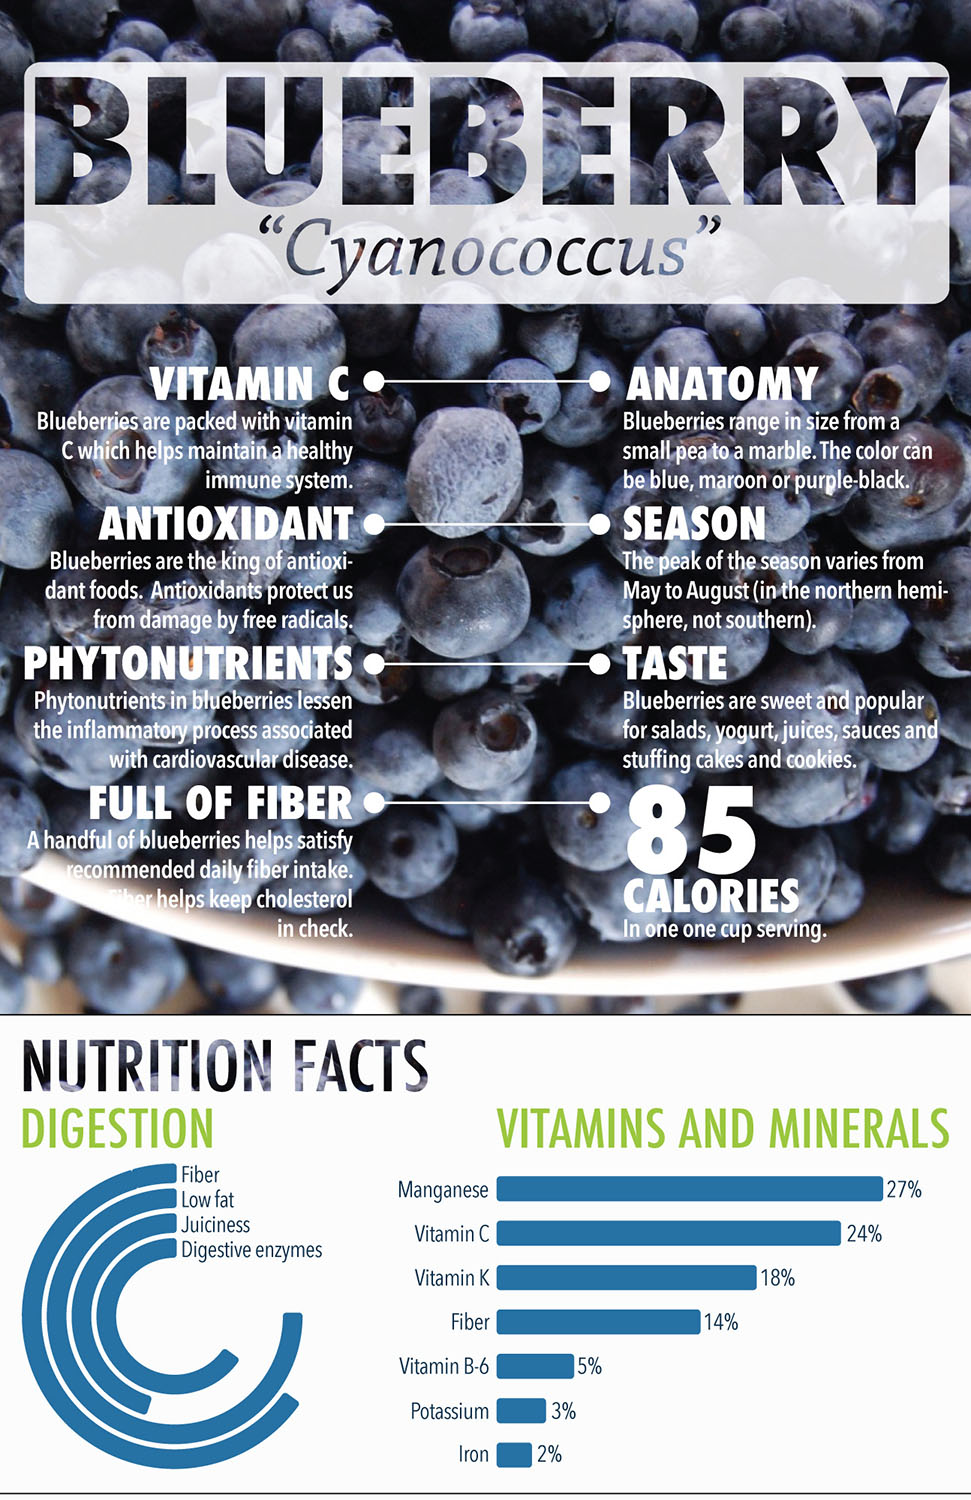 BLUEBERRY
“Cyanococcus”
VITAMIN C
Blueberries are packed with vitamin
C which helps maintain a healthy
immune system.
ANTIOXIDANT
Blueberries are the king of antioxi-
dant foods. Antioxidants protect us
from damage by free radicals.
PHYTONUTRIENTS
Phytonutrients in blueberries lessen
the inflammatory process associated
with cardiovascular disease.
FULL OF FIBER
A handful of blueberries helps satisfy
recommended daily fiber intake.
Fiber helps keep cholesterol
in check.
ANATOMY
Blueberries range in size from a
small pea to a marble. The color can
be blue, maroon or purple-black.
SEASON
The peak of the season varies from
May to August (in the northern hemi-
sphere, not southern).
TASTE
Blueberries are sweet and popular
for salads, yogurt, juices, sauces and
stuffing cakes and cookies.
85
CALORIES
In one one cup serving.
NUTRITION FACTS
DIGESTION
Fiber
Low fat
Juiciness
Digestive enzymes
VITAMINS AND MINERALS
Manganese 27%
Vitamin C 24%
Vitamin K 18%
Fiber 14%
Vitamin B-6 5%
Potassium 3%
Iron 2%